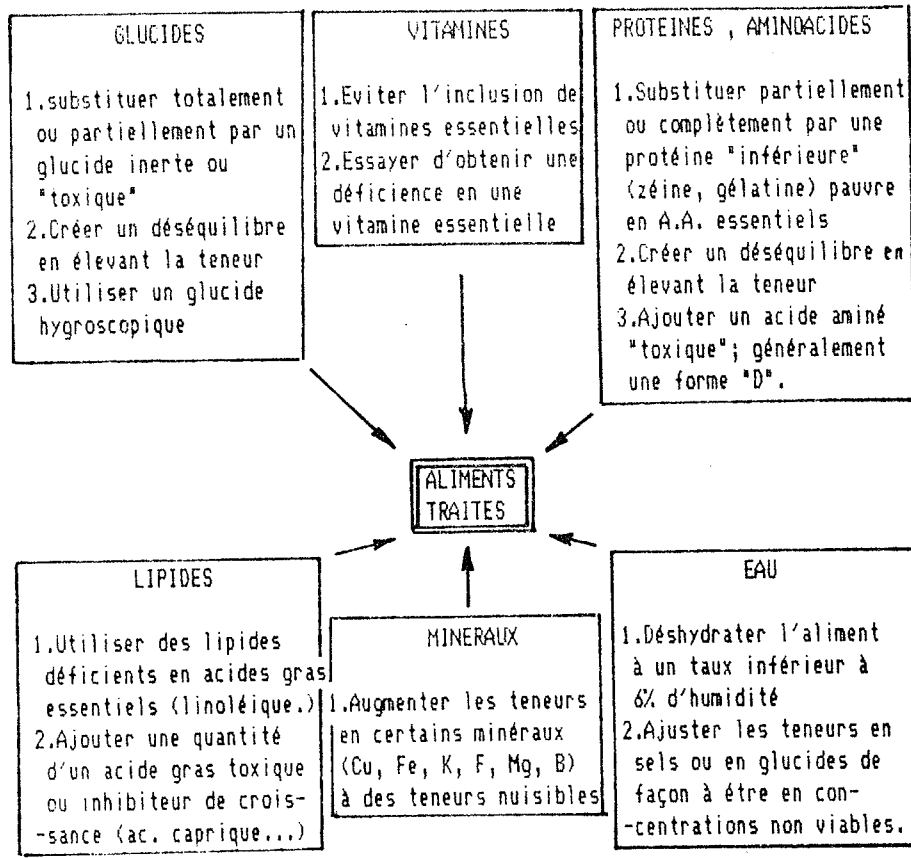 GLUCIDES
1.substituer totalement
ou partiellement par un
glucide inerte ou
"toxique"
2.Créer un déséquilibre
en élevant la teneur
3.Utiliser un glucide
hygroscopique
VITAMINES
1.Eviter l'inclusion de
vitamines essentielles
2.Essayer d'obtenir une
déficience en une
vitamine essentielle
PROTEINES , AMINOACIDES
1.Substituer partiellement
ou complètement par une
protéine "inférieure"
(zéine, gélatine) pauvre
en A.A. essentiels
2.Créer un déséquilibre en
élevant la teneur
3.Ajouter un acide aminé
"toxique"; généralement
une forme "D".
ALIMENTS
TRAITES
LIPIDES
1.Utiliser des lipides
déficients en acides gras
essentiels (linoléique.)
2.Ajouter une quantité
d'un acide gras toxique
ou inhibiteur de crois-
-sance (ac. caprique...)
MINERAUX
1.Augmenter les teneurs
en certains minéraux
(Cu, Fe, K, F, Mg, B)
à des teneurs nuisibles
EAU
1.Déshydrater l'aliment
à un taux inférieur à
6% d'humidité
2.Ajuster les teneurs en
sels ou en glucides de
façon à étre en con-
-centrations non viables.